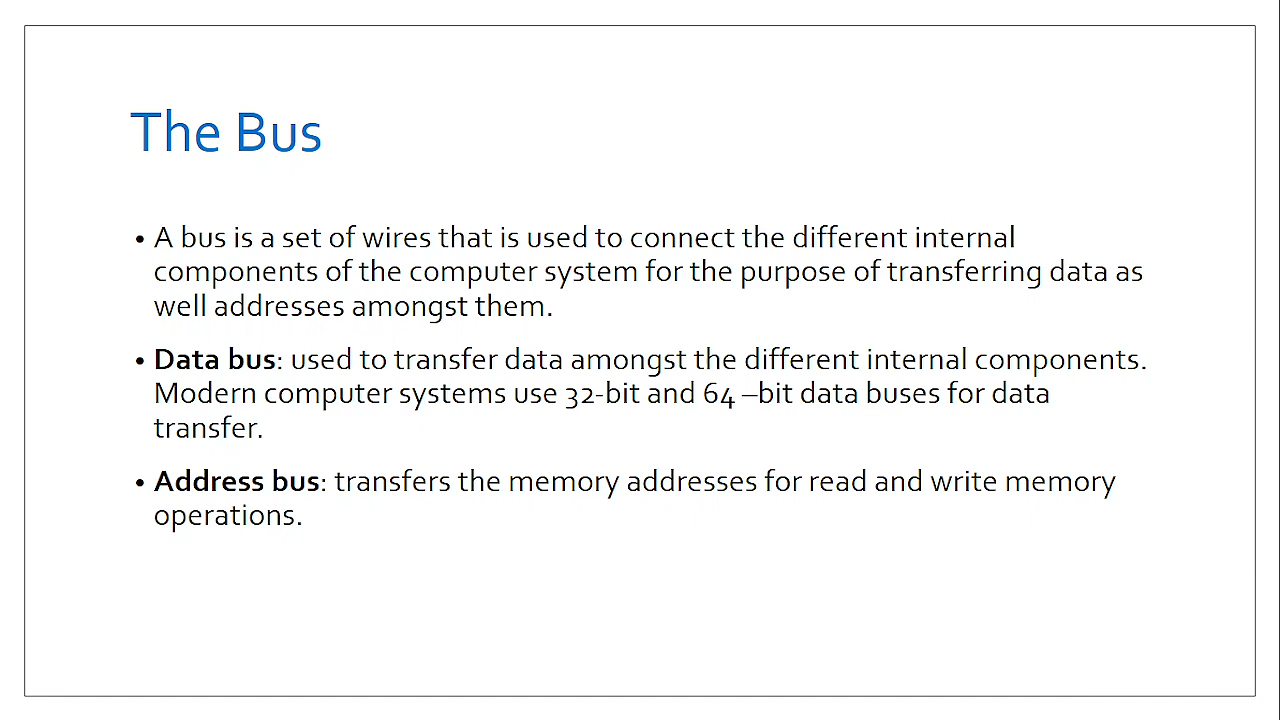 The Bus
• A bus is a set of wires that is used to connect the different internal
components of the computer system for the purpose of transferring data as
well addresses amongst them.
• Data bus: used to transfer data amongst the different internal components.
Modern computer systems use 32-bit and 64 –bit data buses for data
transfer.
• Address bus: transfers the memory addresses for read and write memory
operations.